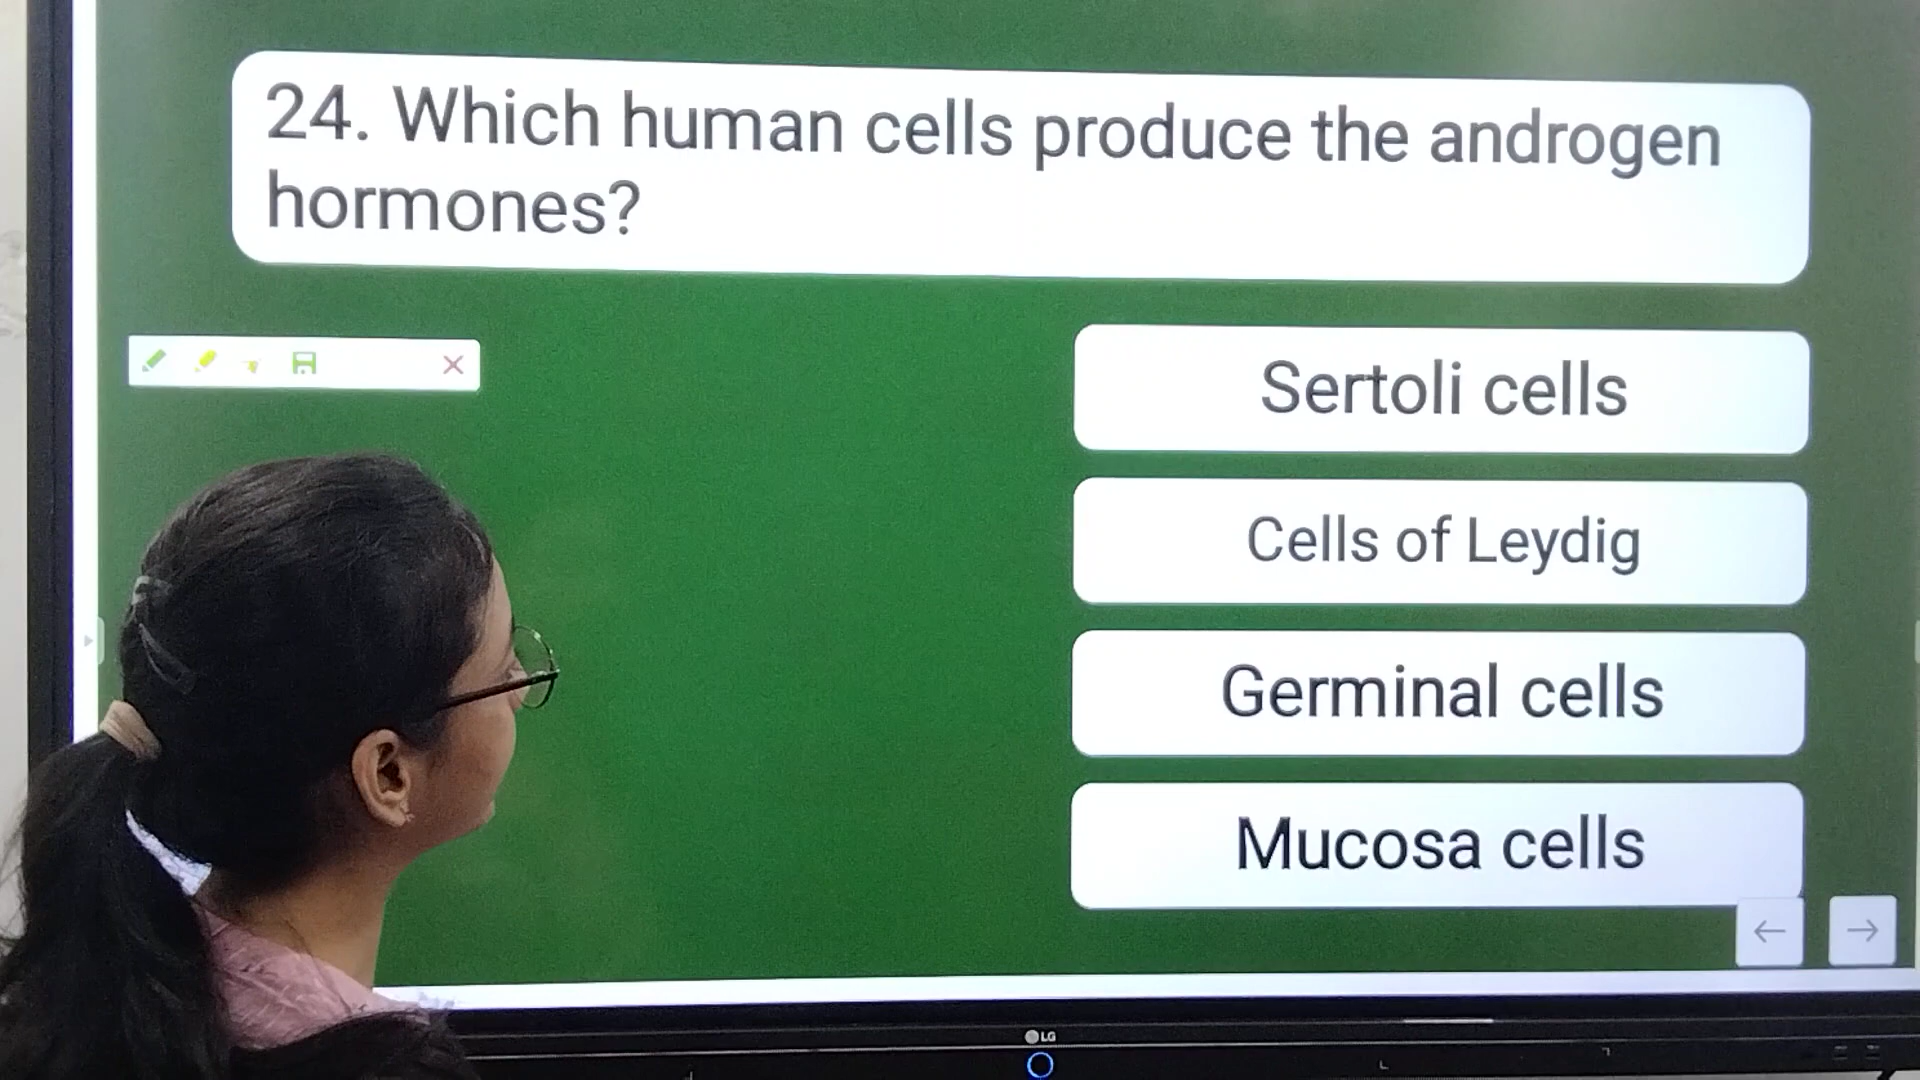 24. Which human cells produce the androgen
hormones?
Sertoli cells
Cells of Leydig
Germinal cells
Mucosa cells
LG